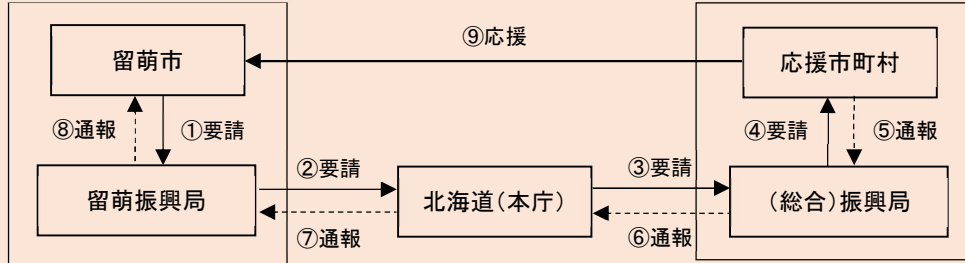 ⑨応援
留萌市
応援市町村
⑧通報
①要請
④要請
⑤通報
②要請
③要請
留萌振興局
北海道(本庁)
(総合)振興局
⑦通報
⑥通報